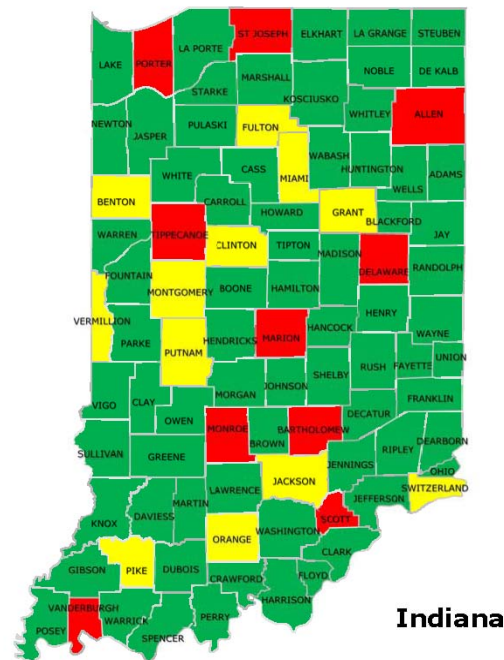 ST JOSEPH
ELKHART
LA GRANGE
STEUBEN
LAKE
PORTER
LA PORTE
NOBLE
DE KALB
MARSHALL
STARKE
KOSCIUSKO
WHITLEY
ALLEN
NEWTON
JASPER
PULASKI
FULTON
MIAMI
WABASH
HUNTINGTON
WELLS
ADAMS
CASS
WHITE
CARROLL
BENTON
HOWARD
GRANT
BLACKFORD
JAY
WARREN
TIPPECANOE
CLINTON
TIPTON
MADISON
DELAWARE
RANDOLPH
FOUNTAIN
MONTGOMERY
BOONE
HAMILTON
HENRY
VERMILLION
PARKE
PUTNAM
HENDRICKS
MARION
HANCOCK
WAYNE
RUSH
FAYETTE
UNION
SHELBY
JOHNSON
MORGAN
VIGO
CLAY
OWEN
FRANKLIN
DECATUR
MONROE
BROWN
BARTHOLOMEW
DEARBORN
RIPLEY
SULLIVAN
GREENE
JENNINGS
OHIO
JACKSON
SWITZERLAND
LAWRENCE
JEFFERSON
KNOX
DAVIESS
MARTIN
SCOTT
WASHINGTON
ORANGE
CLARK
GIBSON
PIKE
DUBOIS
CRAWFORD
FLOYD
HARRISON
VANDERBURGH
WARRICK
PERRY
POSEY
SPENCER
Indiana